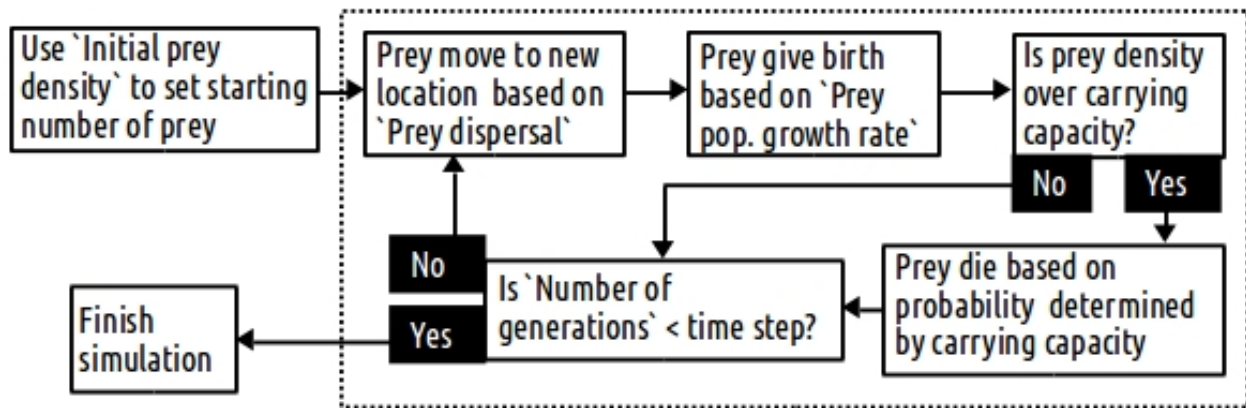 Use `Initial prey
density` to set starting
number of prey
Prey move to new
location based on
`Prey dispersal`
Prey give birth
based on `Prey
pop. growth rate`
Is prey density
over carrying
capacity?
No
Yes
Prey die based on
probability determined
by carrying capacity
Is `Number of
generations` < time step?
No
Yes
Finish
simulation